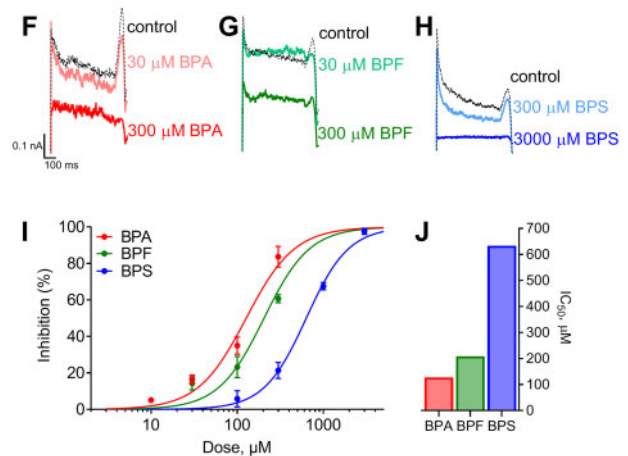 F
control
30 µM BPA
300 µM BPA
0.1 nA
100 ms
G
control
30 µM BPF
300 µM BPF
H
control
300 µM BPS
3000 µM BPS
I
BPA
BPF
BPS
Inhibition (%)
100
80
60
40
20
0
10
100
1000
Dose, µM
J
700
600
500
400
300
200
100
0
IC50, µM
BPA BPF BPS